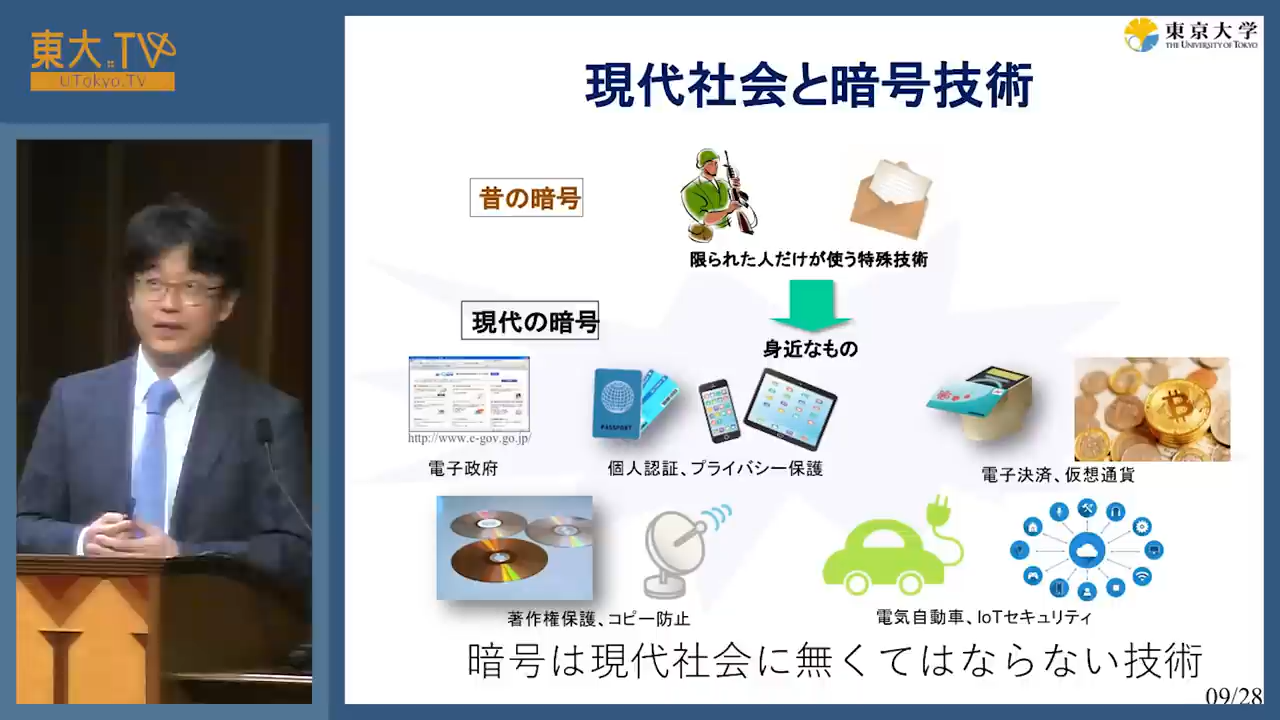 東大.TV
UTokyo.TV
東京大学
THE UNIVERSITY OF TOKYO
現代社会と暗号技術
昔の暗号
限られた人だけが使う特殊技術
現代の暗号
身近なもの
PASSPORT
http://www.e-gov.go.jp/
電子政府
個人認証、プライバシー保護
電子決済、仮想通貨
著作権保護、コピー防止
電気自動車、IoTセキュリティ
暗号は現代社会に無くてはならない技術
09/28